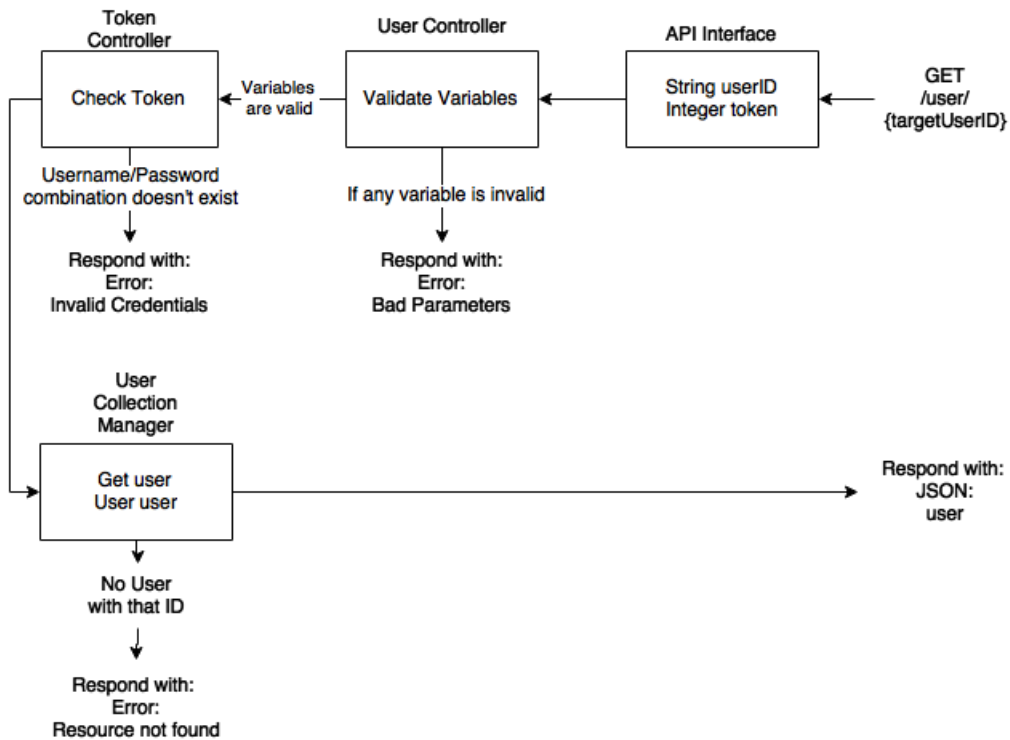 Token
Controller
User Controller
API Interface
Check Token
Variables
are valid
Validate Variables
String userID
Integer token
GET
/user/
{targetUserID}
Username/Password
combination doesn't exist
If any variable is invalid
Respond with:
Error:
Invalid Credentials
Respond with:
Error:
Bad Parameters
User
Collection
Manager
Get user
User user
Respond with:
JSON:
user
No User
with that ID
Respond with:
Error:
Resource not found